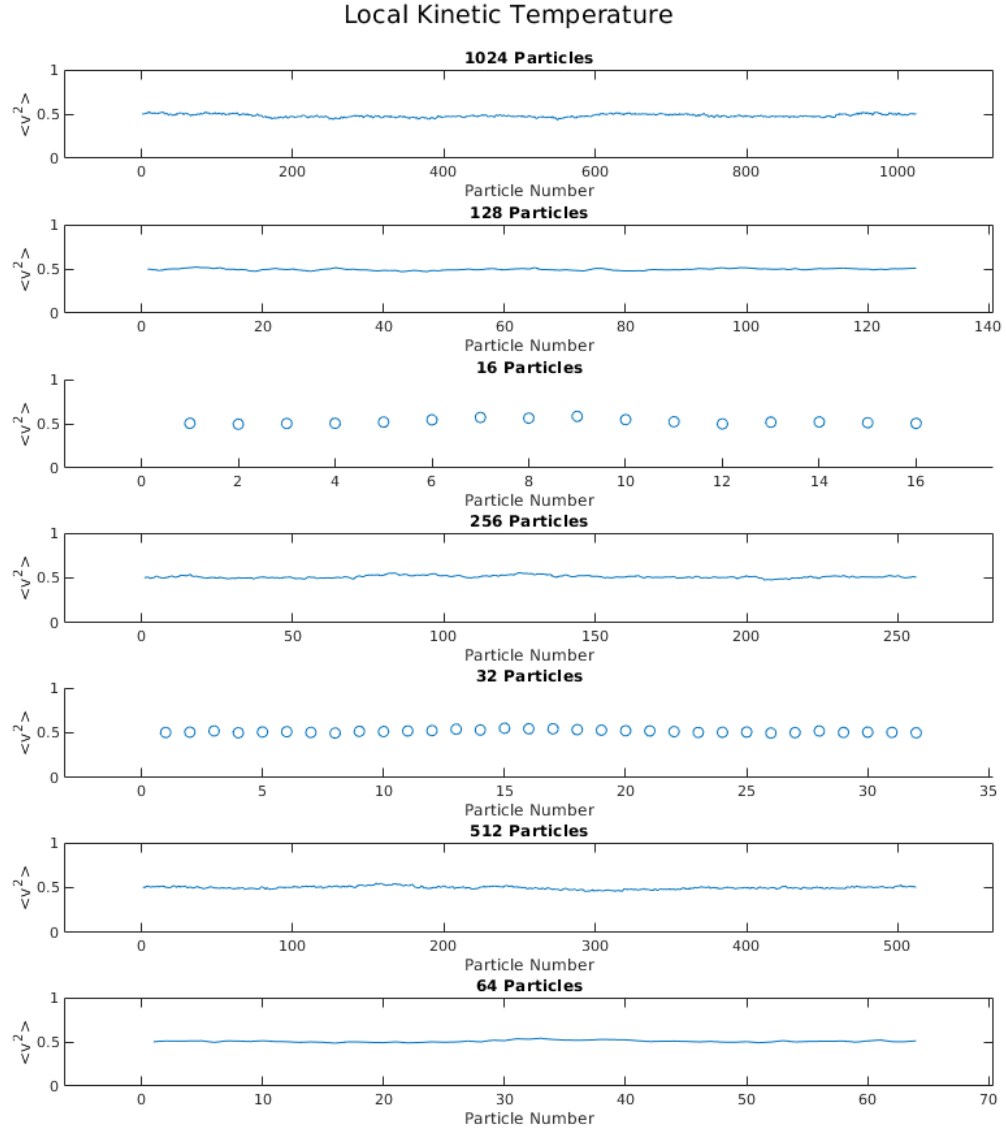 Local Kinetic Temperature
1024 Particles
1
0.5
0
<v²>
0 200 400 600 800 1000
Particle Number
128 Particles
1
0.5
0
<v²>
0 20 40 60 80 100 120 140
Particle Number
16 Particles
1
0.5
0
<v²>
0 2 4 6 8 10 12 14 16
Particle Number
256 Particles
1
0.5
0
<v²>
0 50 100 150 200 250
Particle Number
32 Particles
1
0.5
0
<v²>
0 5 10 15 20 25 30 35
Particle Number
512 Particles
1
0.5
0
<v²>
0 100 200 300 400 500
Particle Number
64 Particles
1
0.5
0
<v²>
0 10 20 30 40 50 60 70
Particle Number